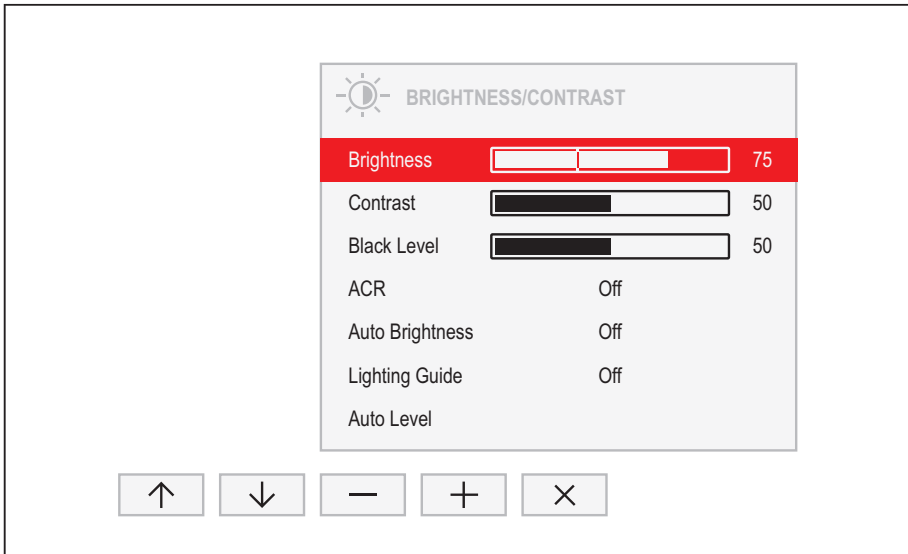 BRIGHTNESS/CONTRAST
Brightness 75
Contrast 50
Black Level 50
ACR Off
Auto Brightness Off
Lighting Guide Off
Auto Level